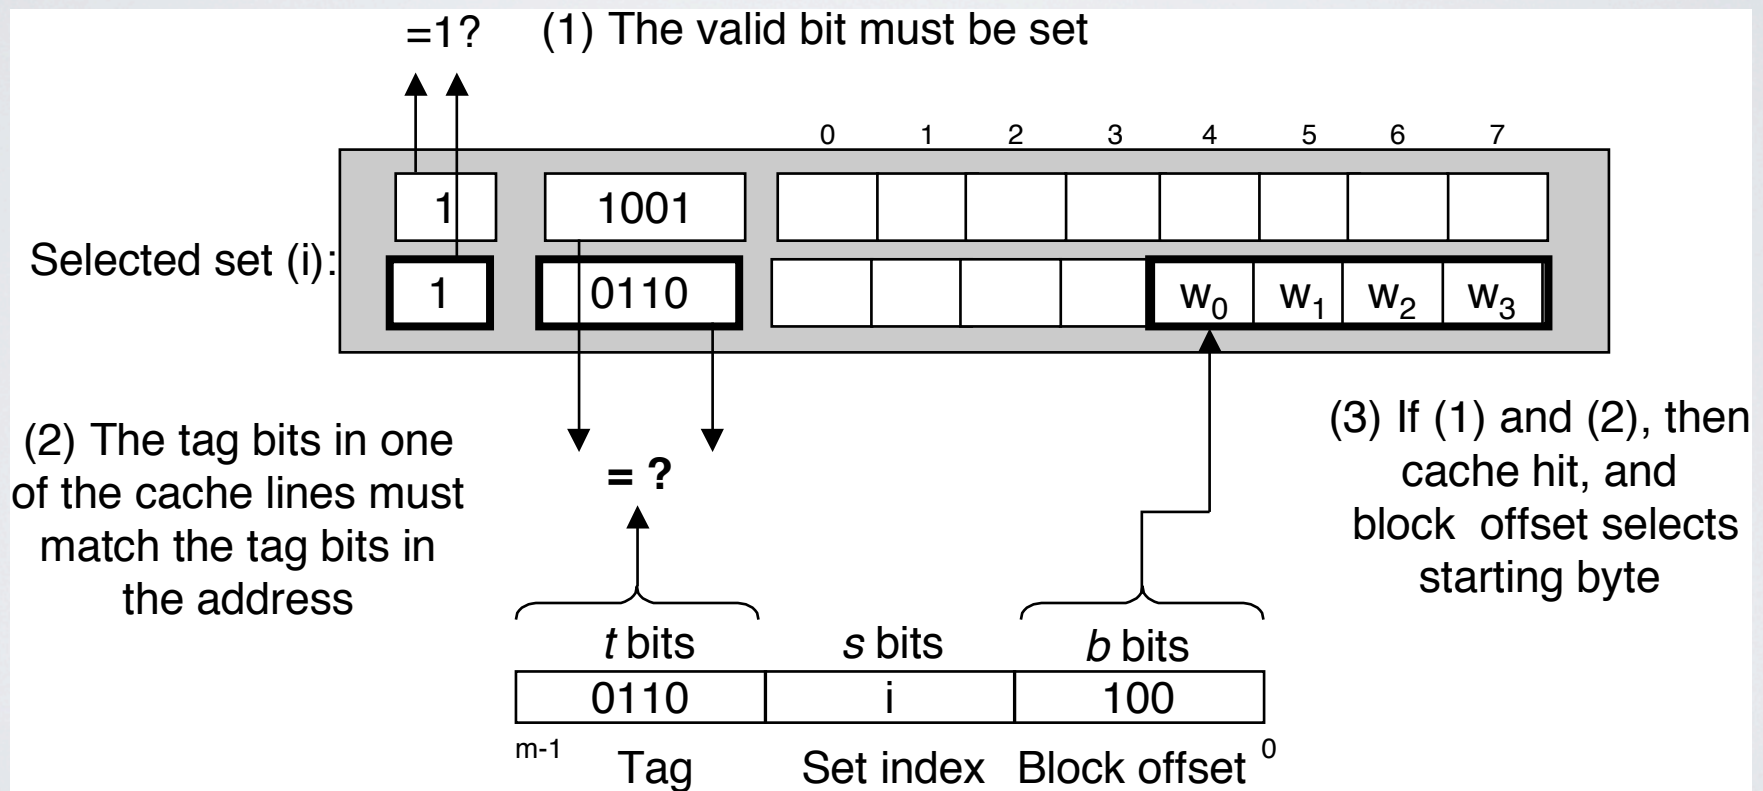 =1? (1) The valid bit must be set
0 1 2 3 4 5 6 7
1 1001
Selected set (i):
1 0110 w0 w1 w2 w3
(2) The tag bits in one
of the cache lines must
match the tag bits in
the address
= ?
(3) If (1) and (2), then
cache hit, and
block offset selects
starting byte
t bits s bits b bits
0110 i 100
m-1 0
Tag Set index Block offset